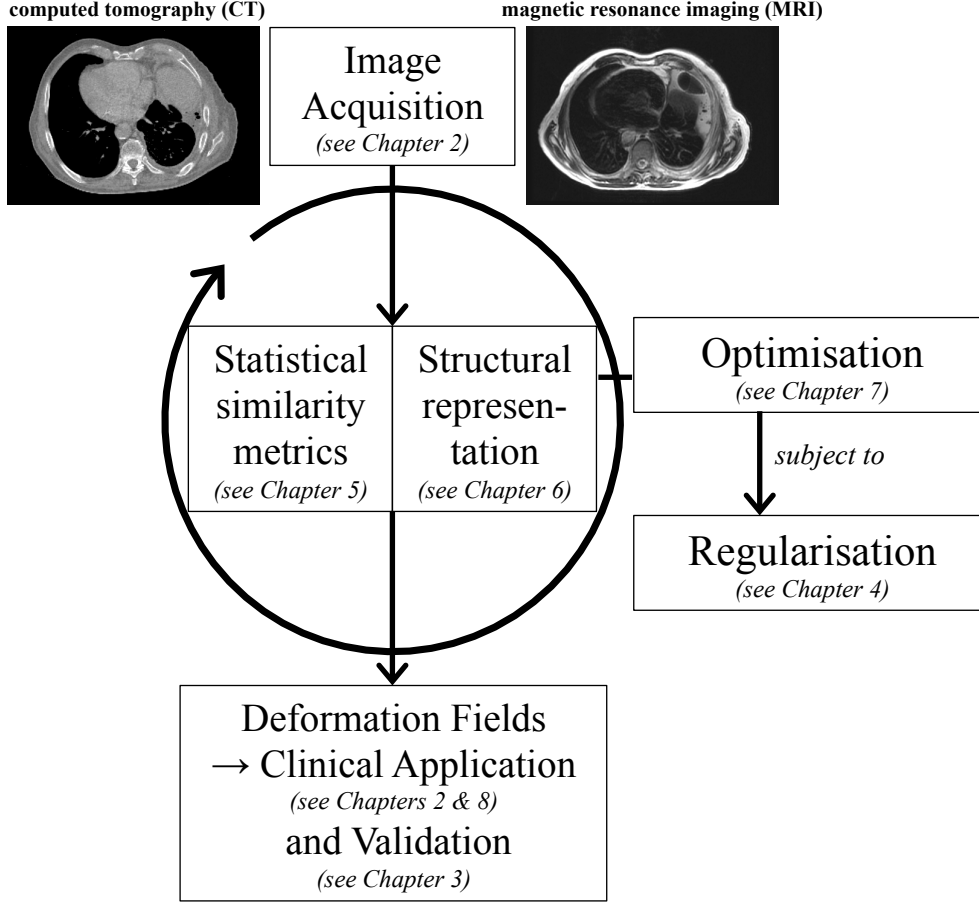 computed tomography (CT)
magnetic resonance imaging (MRI)
Image
Acquisition
(see Chapter 2)
Statistical
similarity
metrics
(see Chapter 5)
Structural
represen-
tation
(see Chapter 6)
Optimisation
(see Chapter 7)
subject to
Regularisation
(see Chapter 4)
Deformation Fields
→ Clinical Application
(see Chapters 2 & 8)
and Validation
(see Chapter 3)